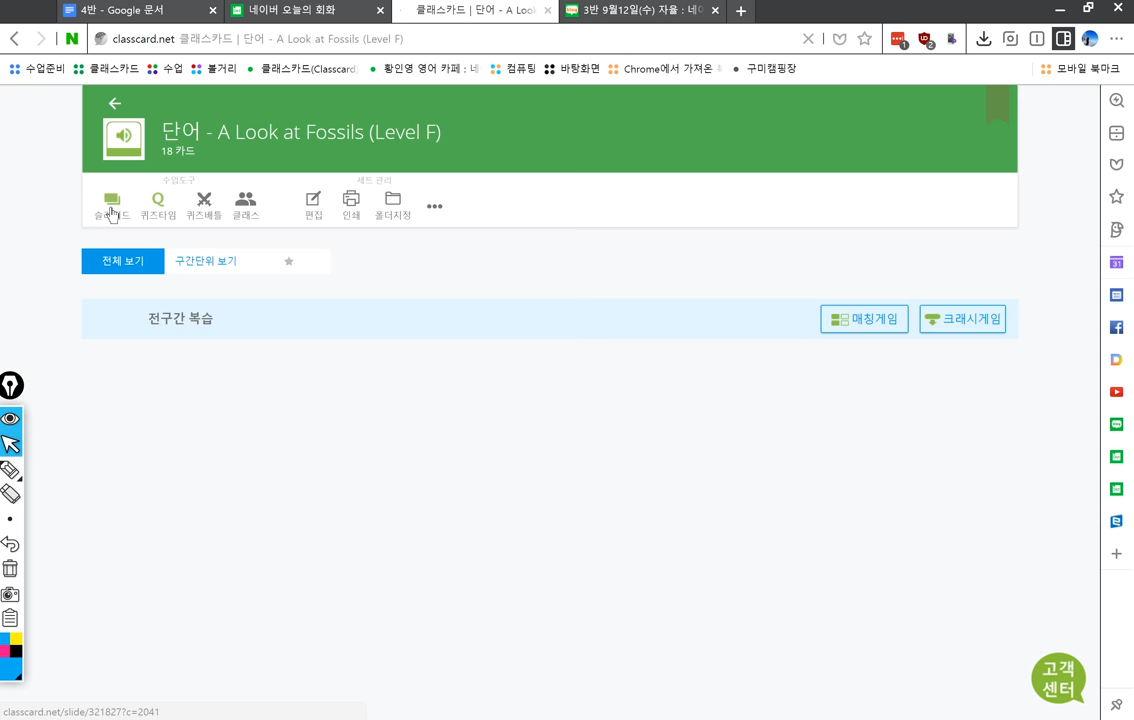 4반 - Google 문서
네이버 오늘의 회화
클래스카드 | 단어 - A Look
3반 9월12일(수) 자율 : 네이
classcard.net 클래스카드 | 단어 - A Look at Fossils (Level F)
1
2
수업준비
클래스카드
수업
볼거리
클래스카드(Classcard
황인영 영어 카페 : 네
컴퓨팅
바탕화면
Chrome에서 가져온
구미캠핑장
모바일 북마크
단어 - A Look at Fossils (Level F)
18 카드
수업도구
세트 관리
퀴즈타임
퀴즈배틀
클래스
편집
인쇄
폴더지정
전체 보기
구간단위 보기
전구간 복습
매칭게임
크래시게임
31
고객
센터
classcard.net/slide/321827?c=2041